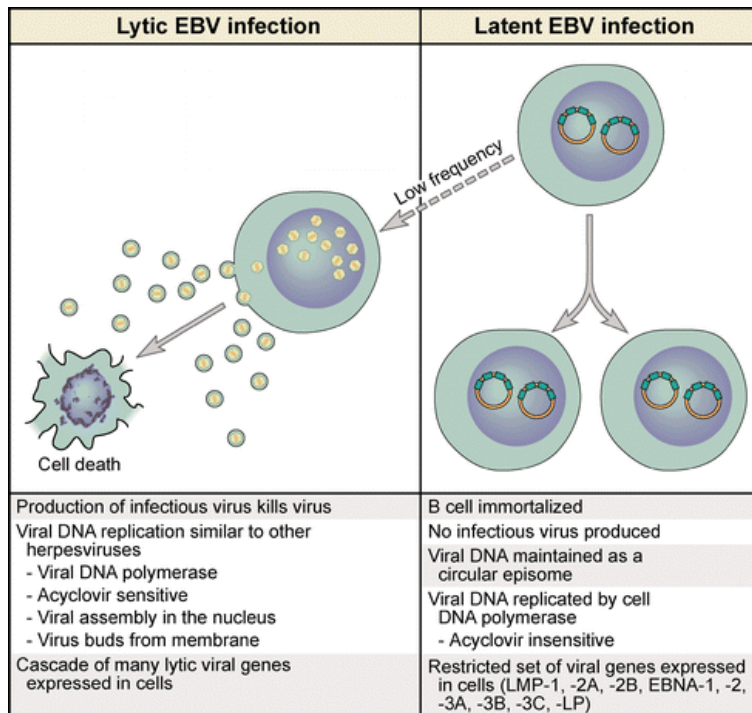 Lytic EBV infection
Latent EBV infection
Low frequency
Cell death
Production of infectious virus kills virus
Viral DNA replication similar to other
herpesviruses
- Viral DNA polymerase
- Acyclovir sensitive
- Viral assembly in the nucleus
- Virus buds from membrane
Cascade of many lytic viral genes
expressed in cells
B cell immortalized
No infectious virus produced
Viral DNA maintained as a
circular episome
Viral DNA replicated by cell
DNA polymerase
- Acyclovir insensitive
Restricted set of viral genes expressed
in cells (LMP-1, -2A, -2B, EBNA-1, -2,
-3A, -3B, -3C, -LP)